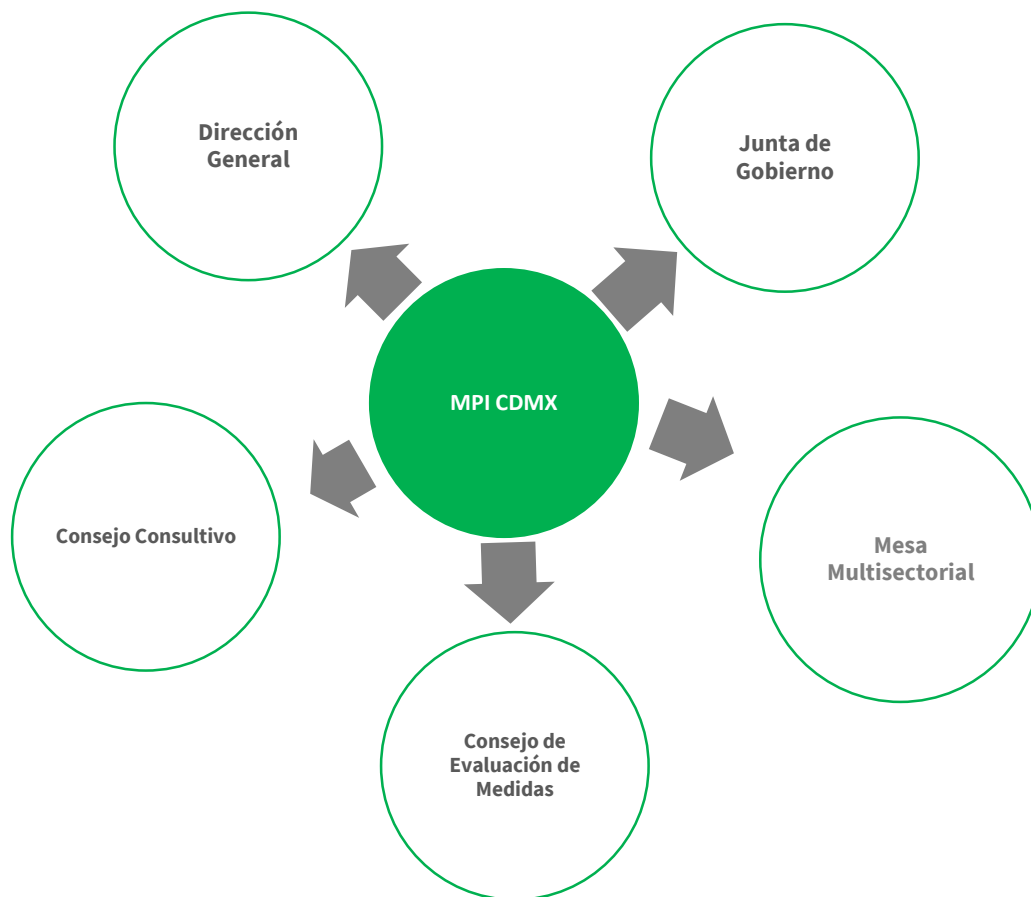 Dirección
General
Junta de
Gobierno
MPI CDMX
Consejo Consultivo
Mesa
Multisectorial
Consejo de
Evaluación de
Medidas